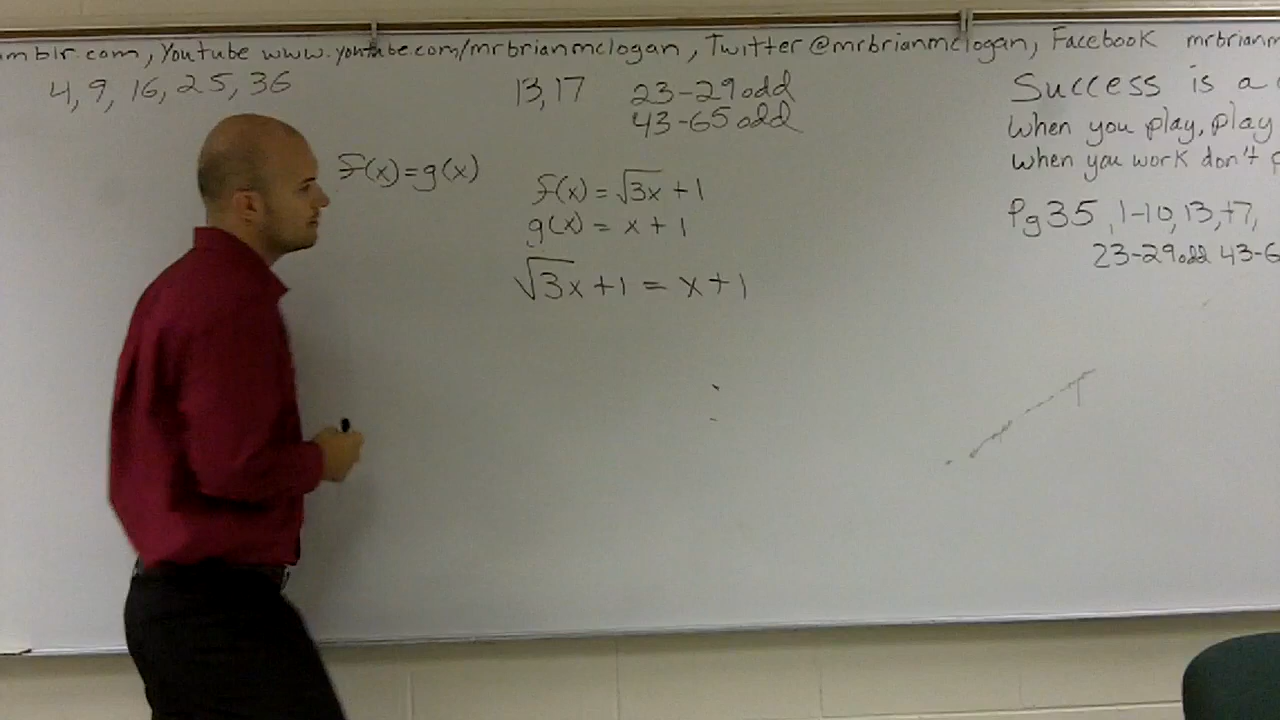 mblr.com, Youtube www.youtube.com/mrbrianmclogan, Twitter @mrbrianmclogan, Facebook mrbrianm
4, 9, 16, 25, 36
13, 17 23-29 odd
43-65 odd
f(x)=g(x)
f(x) = √3x + 1
g(x) = x + 1
√3x + 1 = x + 1
Success is a
when you play, play
when you work don't
Pg 35, 1-10, 13, 17,
23-29 odd 43-6